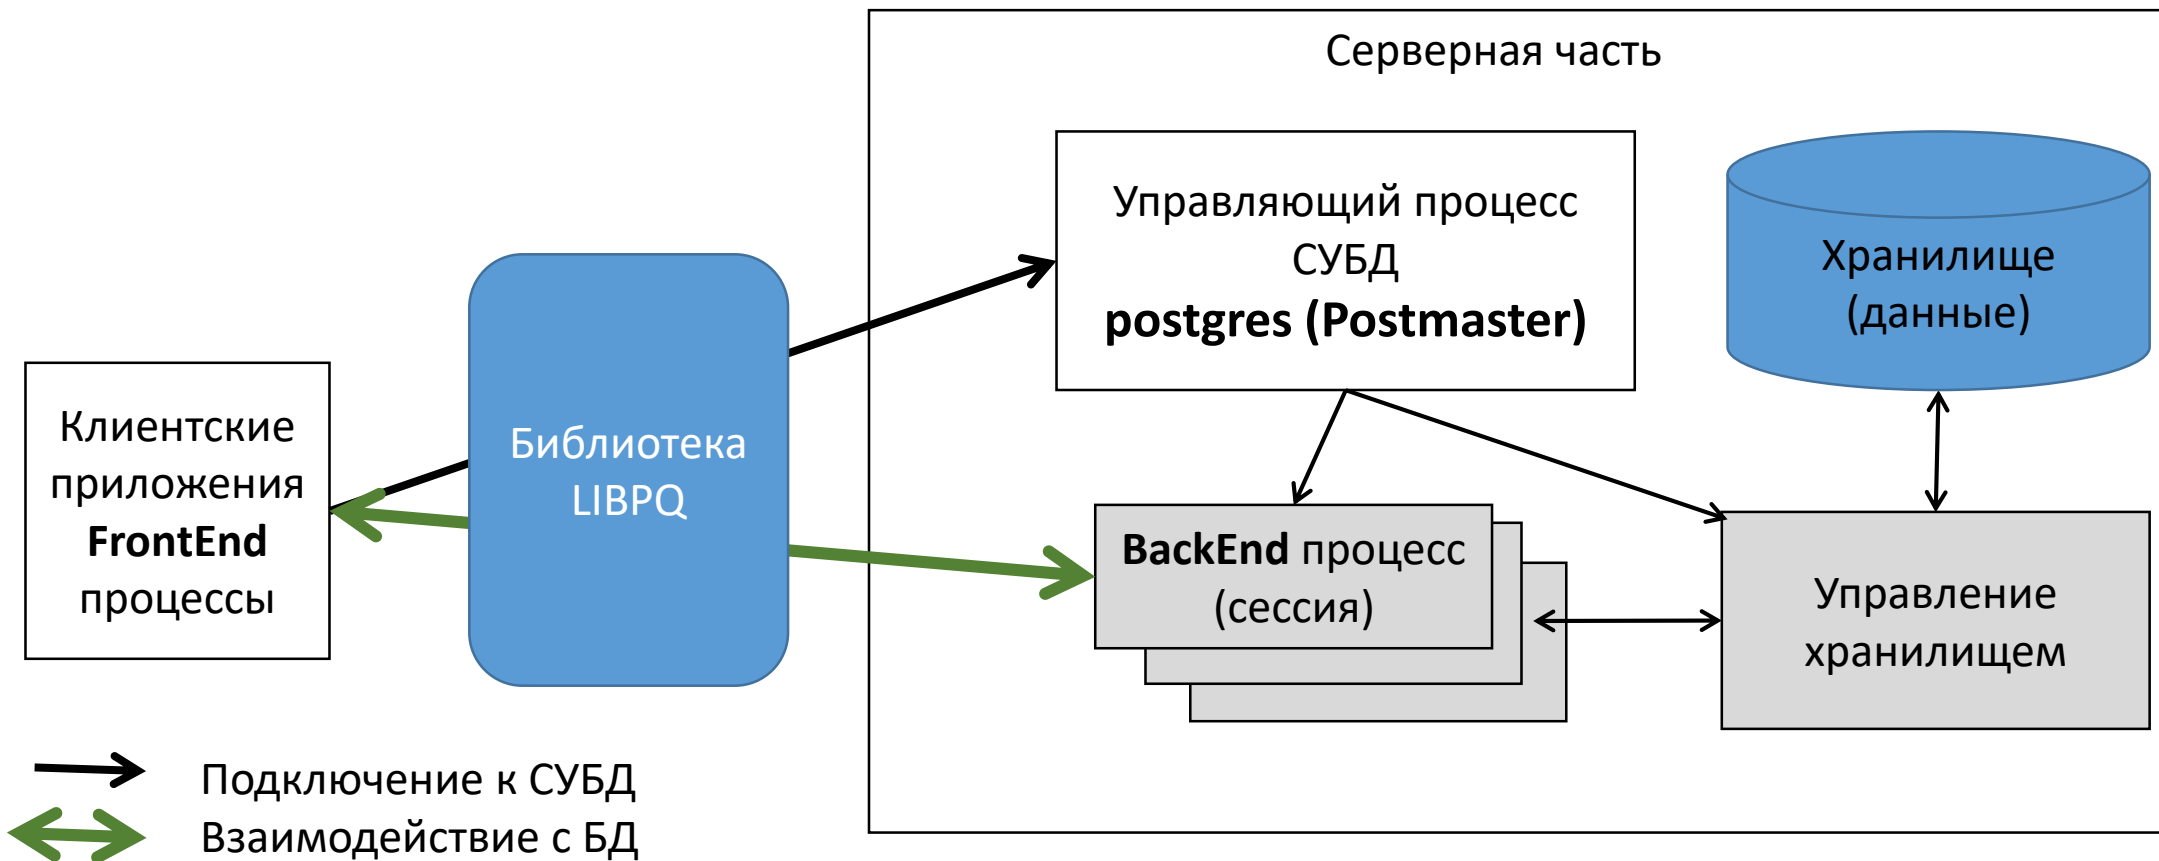 Серверная часть
Управляющий процесс
СУБД
postgres (Postmaster)
Хранилище
(данные)
Клиентские
приложения
FrontEnd
процессы
Библиотека
LIBPQ
BackEnd процесс
(сессия)
Управление
хранилищем
Подключение к СУБД
Взаимодействие с БД